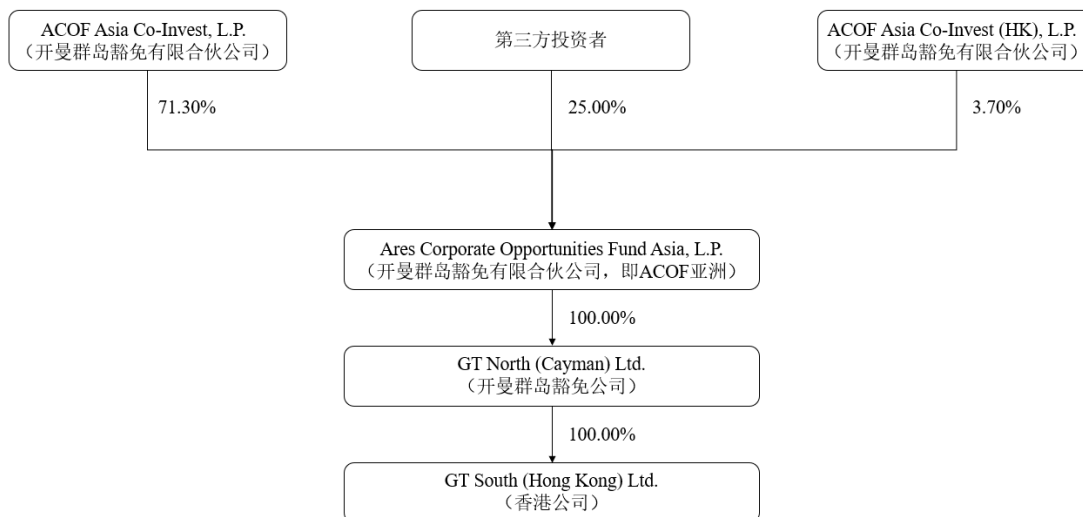 ACOF Asia Co-Invest, L.P.
（开曼群岛豁免有限合伙公司）
第三方投资者
ACOF Asia Co-Invest (HK), L.P.
（开曼群岛豁免有限合伙公司）
71.30%
25.00%
3.70%
Ares Corporate Opportunities Fund Asia, L.P.
（开曼群岛豁免有限合伙公司，即ACOF亚洲）
100.00%
GT North (Cayman) Ltd.
（开曼群岛豁免公司）
100.00%
GT South (Hong Kong) Ltd.
（香港公司）